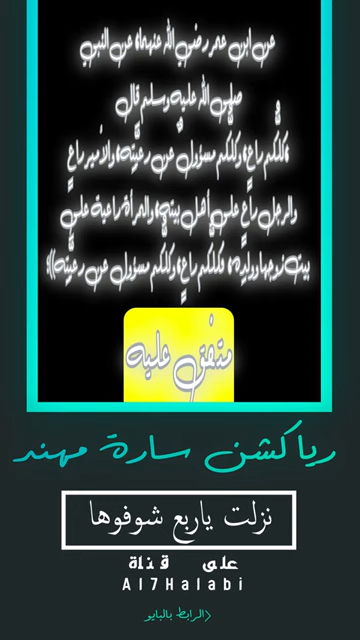 عن ابن عمر رضي الله عنهما، عن النبي
صلى الله عليه وسلم قال
«كلكم راعٍ، وكلكم مسؤولٌ عن رعيَّتِه، والأمير راعٍ
والرجل راعٍ على أهل بيته، والمرأة راعية على
بيت زوجها وولده، فكلكم راعٍ، وكلكم مسؤول عن رعيَّتِه))؛
متفق عليه
رياكشن سارة مهند
نزلت ياربع شوفوها
على قناة
Al7Halabi
الرابط بالبايو>